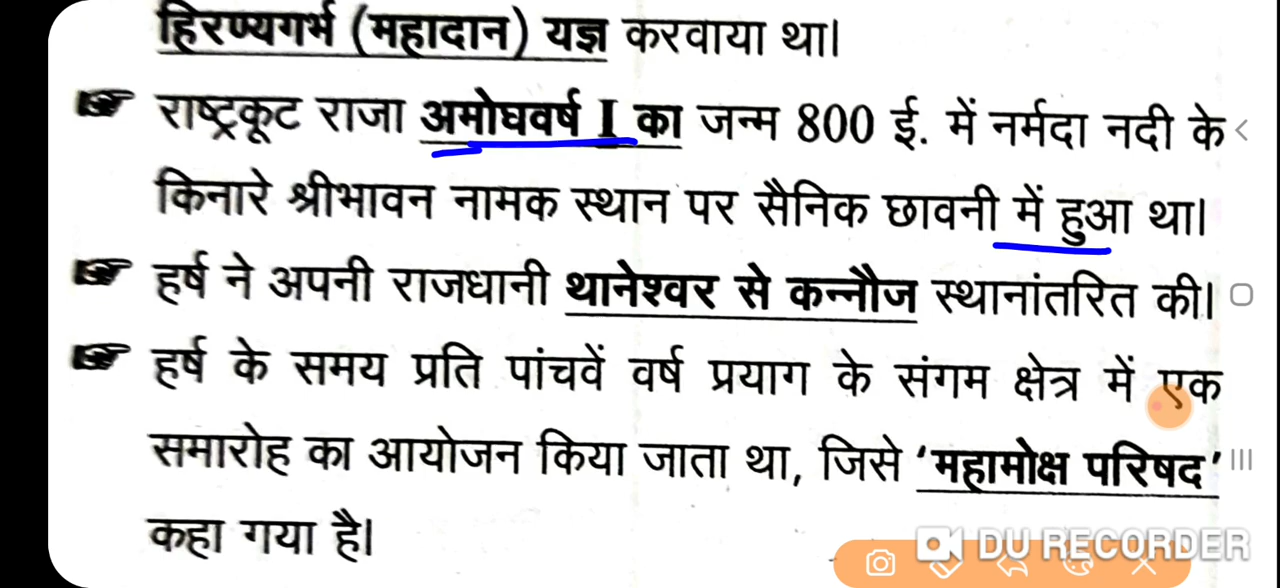 हिरण्यगर्भ (महादान) यज्ञ करवाया था।
राष्ट्रकूट राजा अमोघवर्ष I का जन्म 800 ई. में नर्मदा नदी के
किनारे श्रीभावन नामक स्थान पर सैनिक छावनी में हुआ था।
हर्ष ने अपनी राजधानी थानेश्वर से कन्नौज स्थानांतरित की।
हर्ष के समय प्रति पांचवें वर्ष प्रयाग के संगम क्षेत्र में एक
समारोह का आयोजन किया जाता था, जिसे ‘महामोक्ष परिषद’
कहा गया है।
DU RECORDER